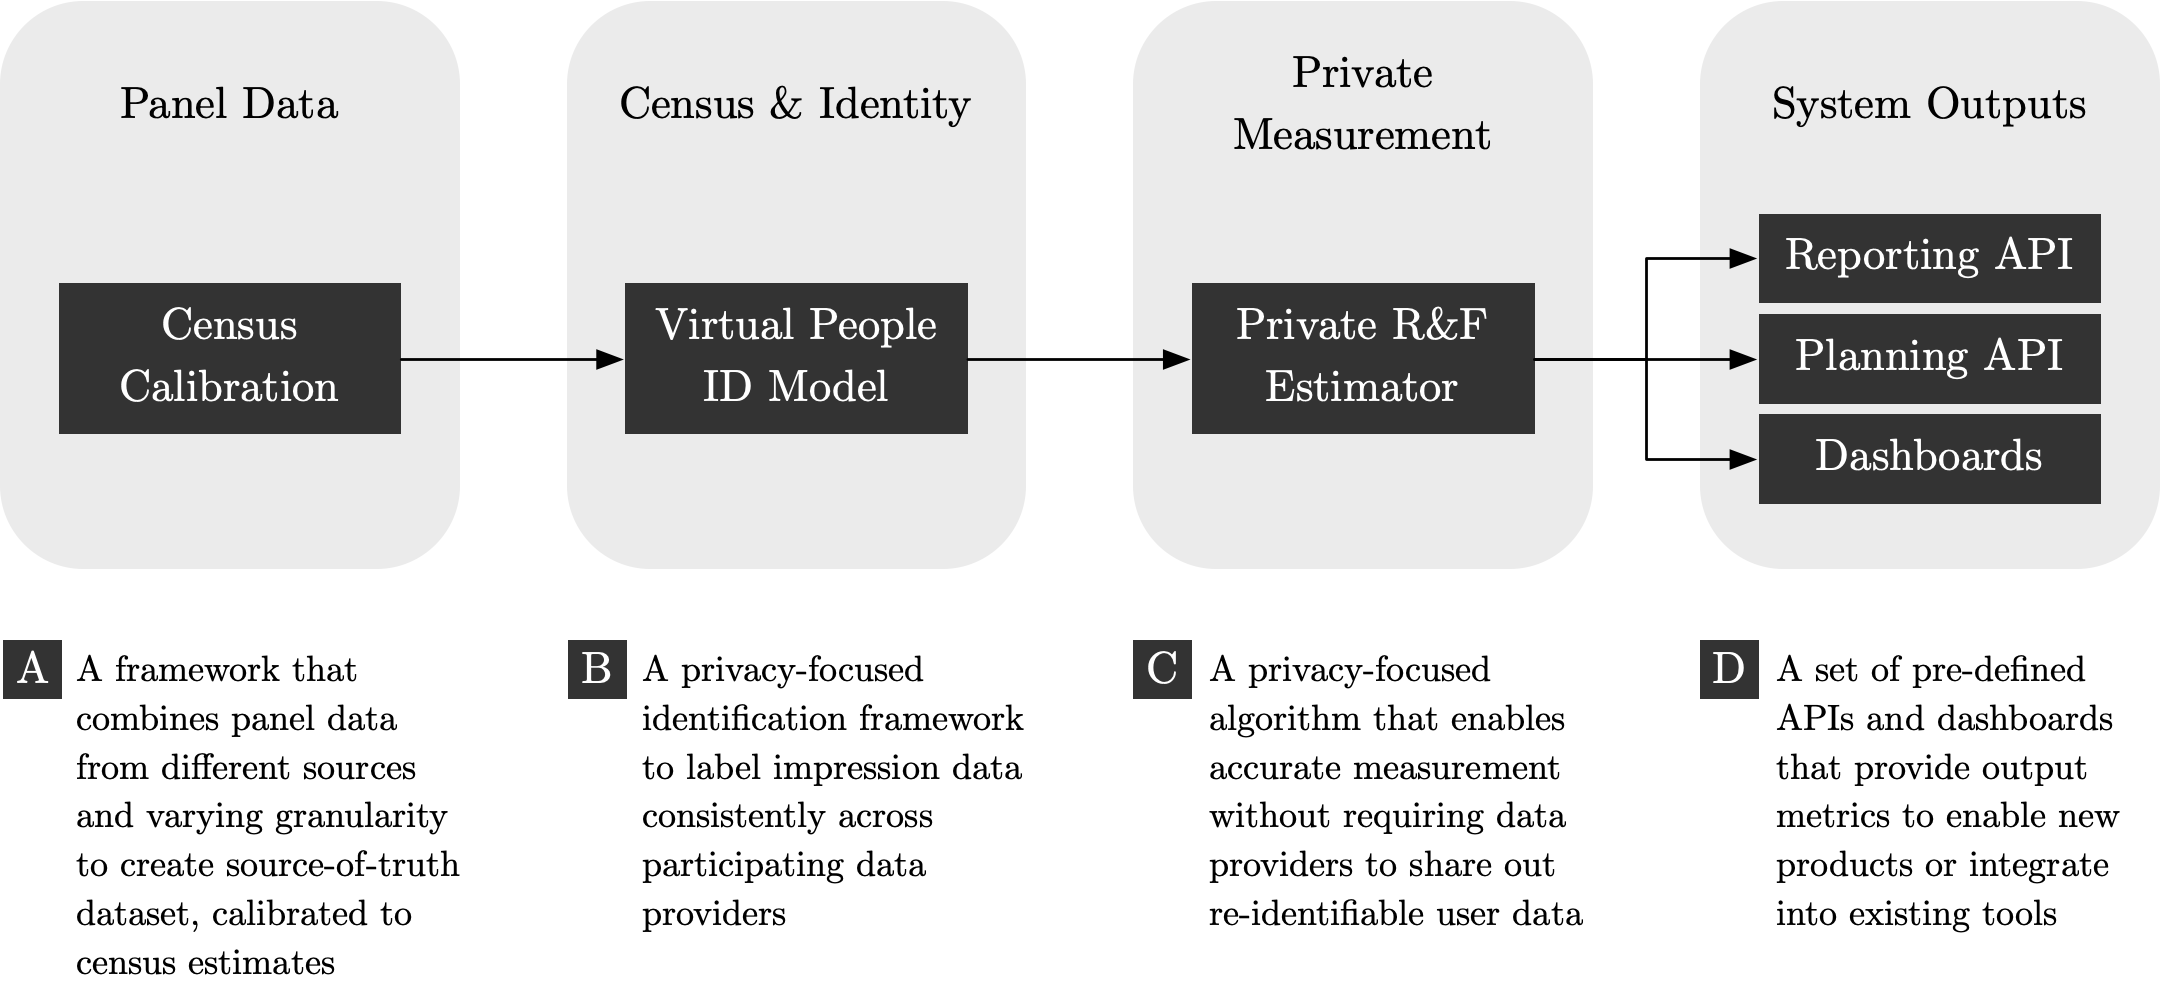 Panel Data
Census
Calibration
Census & Identity
Virtual People
ID Model
Private
Measurement
Private R&F
Estimator
System Outputs
Reporting API
Planning API
Dashboards
A
A framework that
combines panel data
from different sources
and varying granularity
to create source-of-truth
dataset, calibrated to
census estimates
B
A privacy-focused
identification framework
to label impression data
consistently across
participating data
providers
C
A privacy-focused
algorithm that enables
accurate measurement
without requiring data
providers to share out
re-identifiable user data
D
A set of pre-defined
APIs and dashboards
that provide output
metrics to enable new
products or integrate
into existing tools